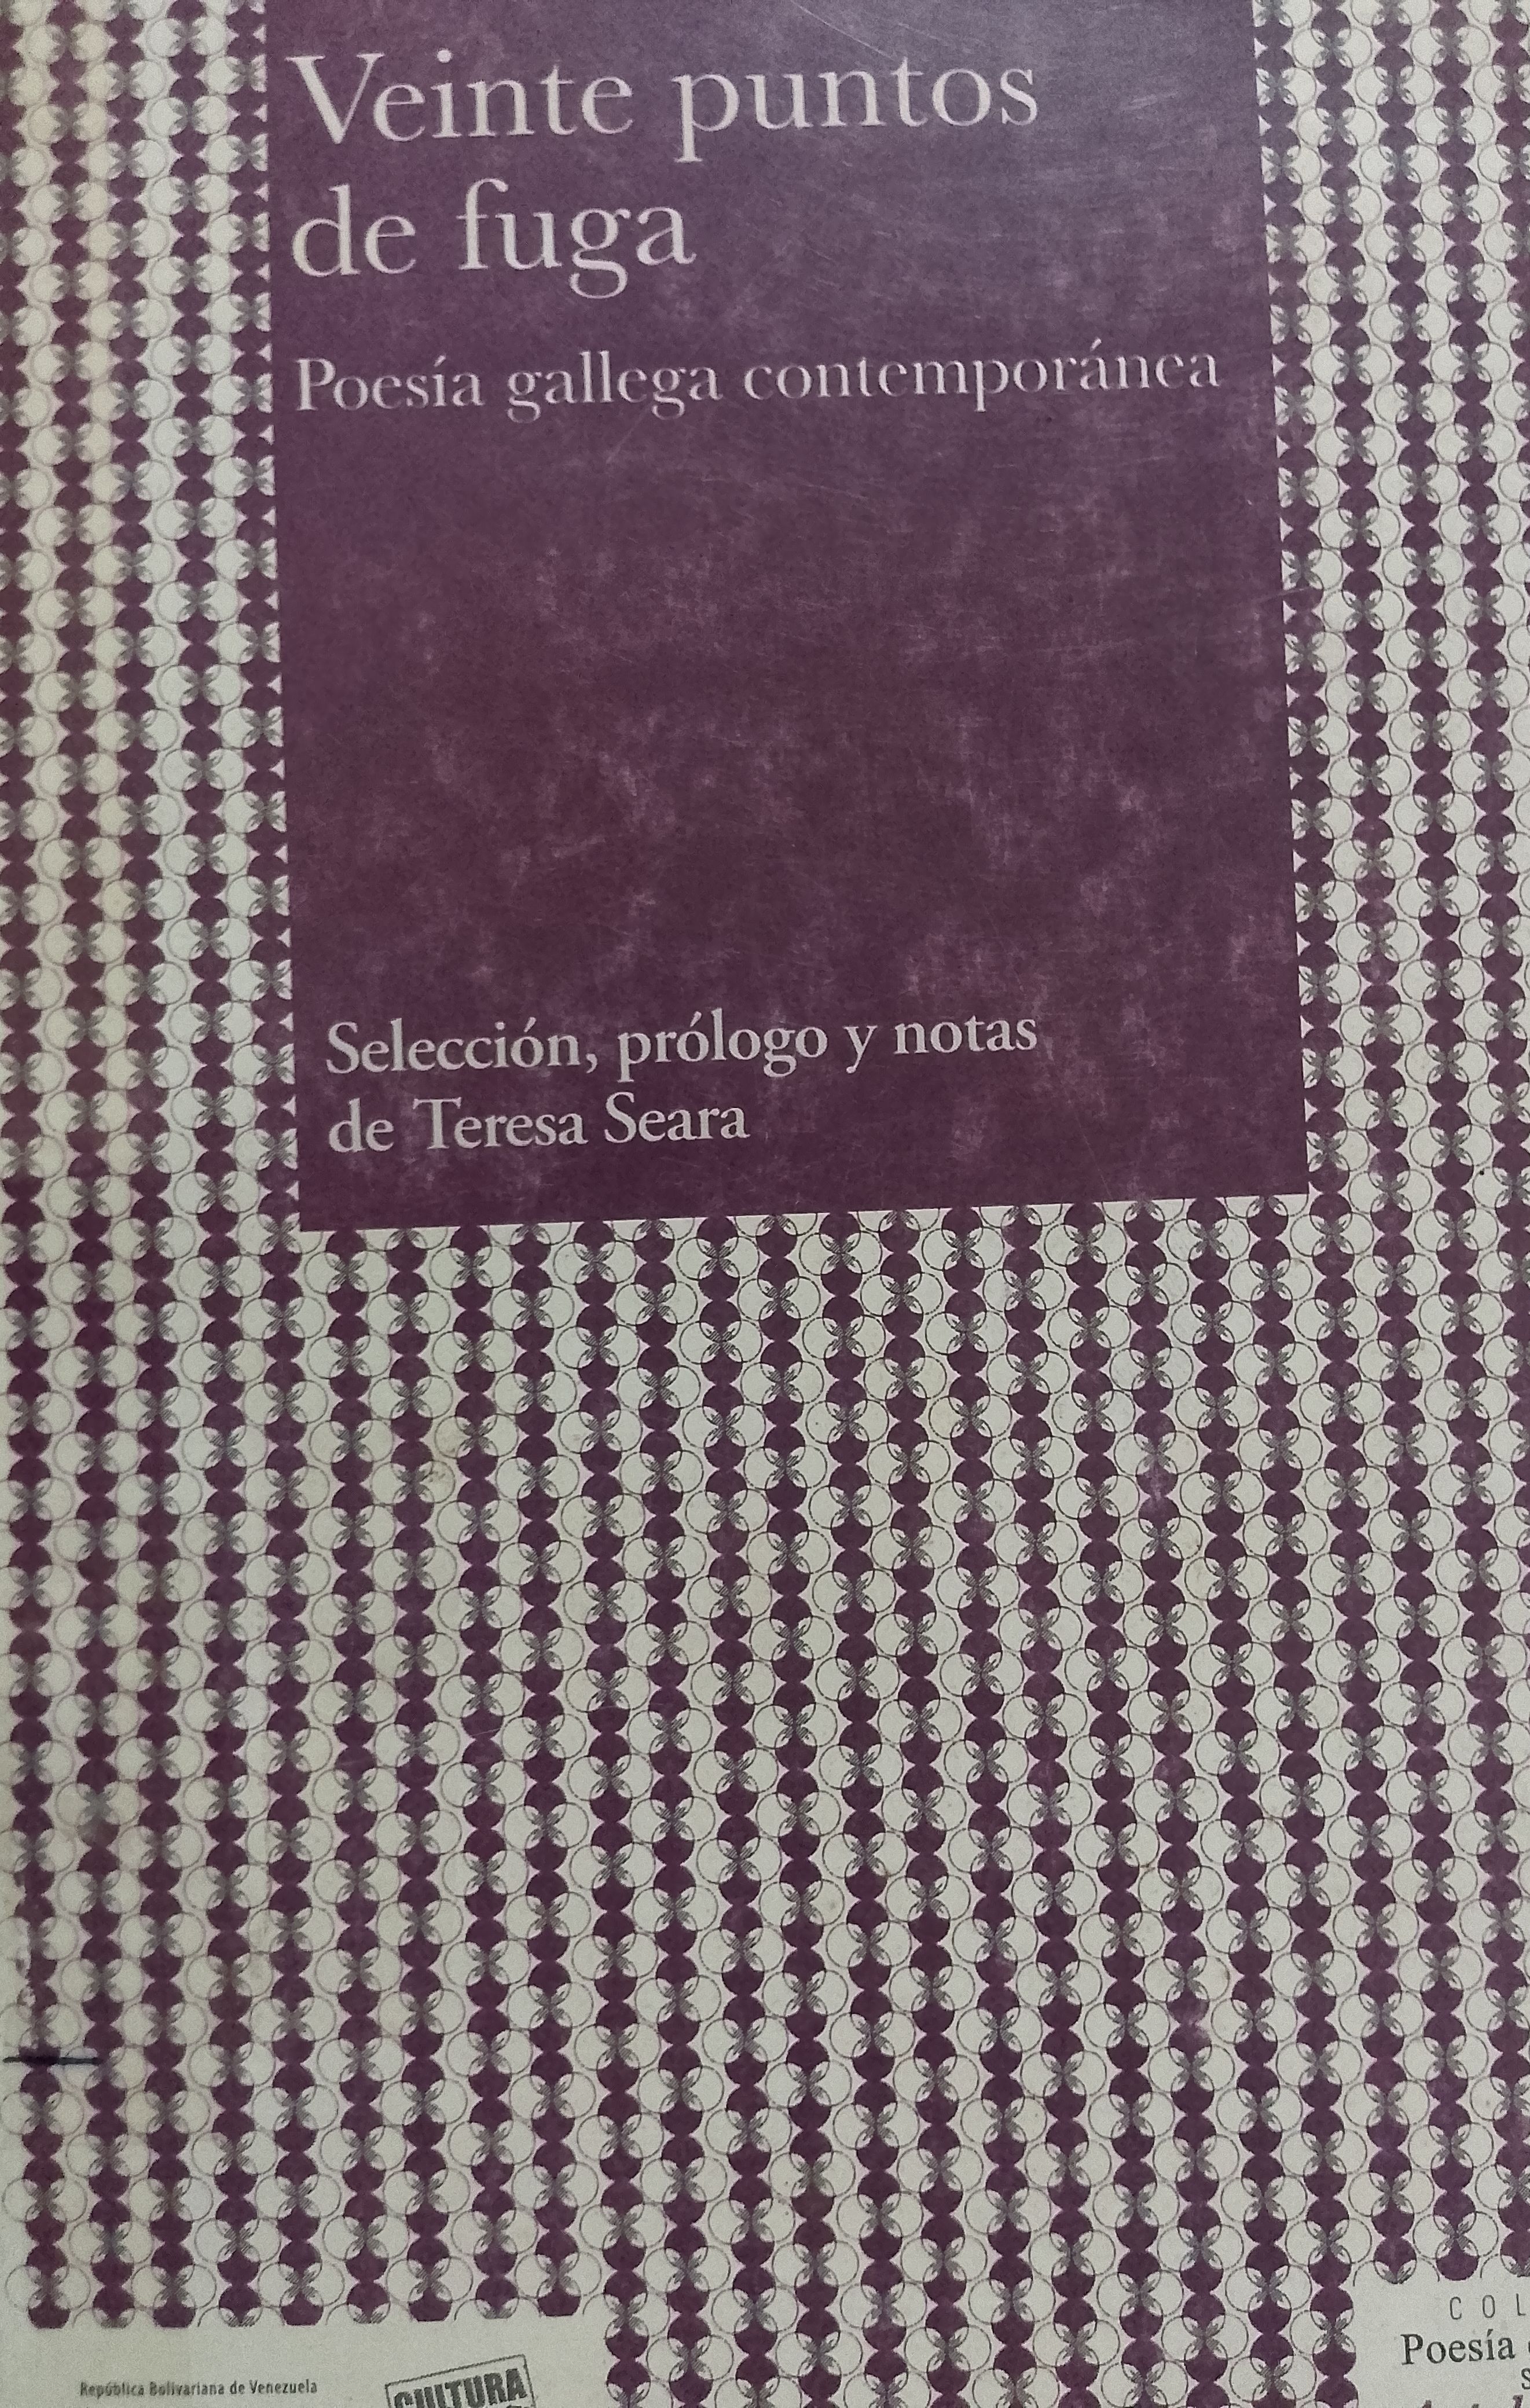 Veinte puntos
de fuga
Poesía gallega contemporánea
Selección, prólogo y notas
de Teresa Seara
COL
Poesía
República Bolivariana de Venezuela
CULTURA